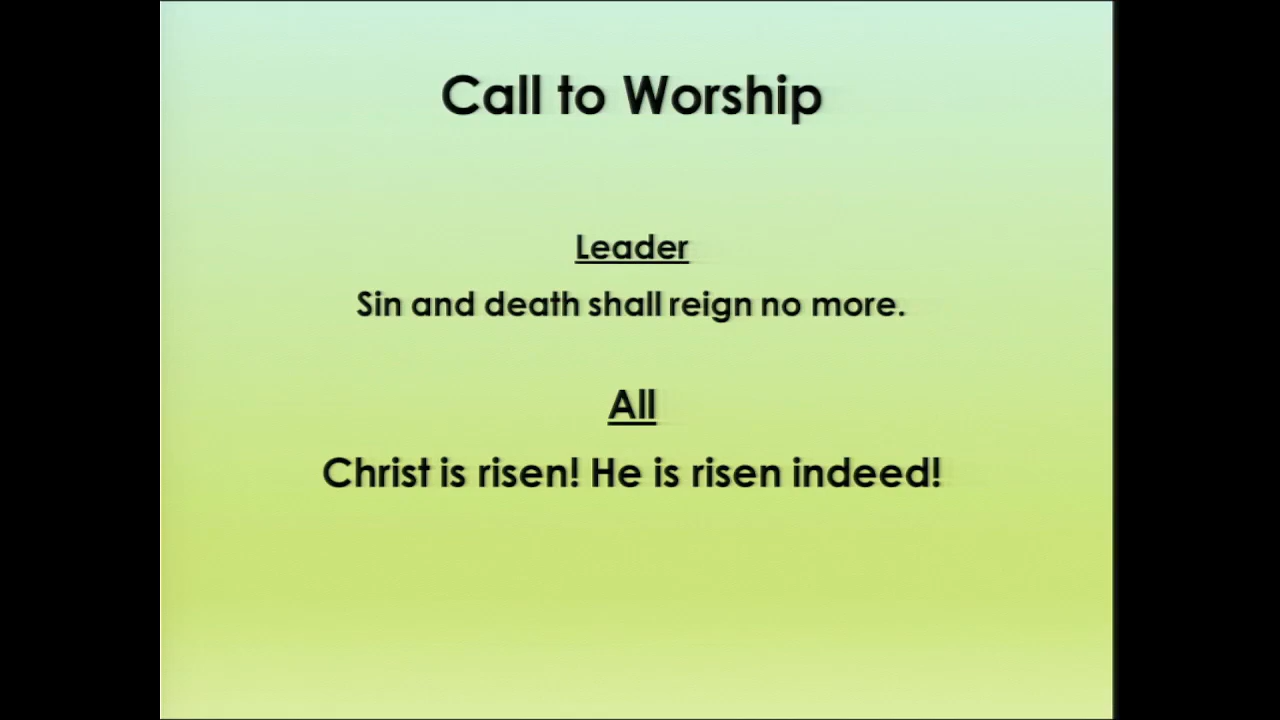 Call to Worship
Leader
Sin and death shall reign no more.
All
Christ is risen! He is risen indeed!